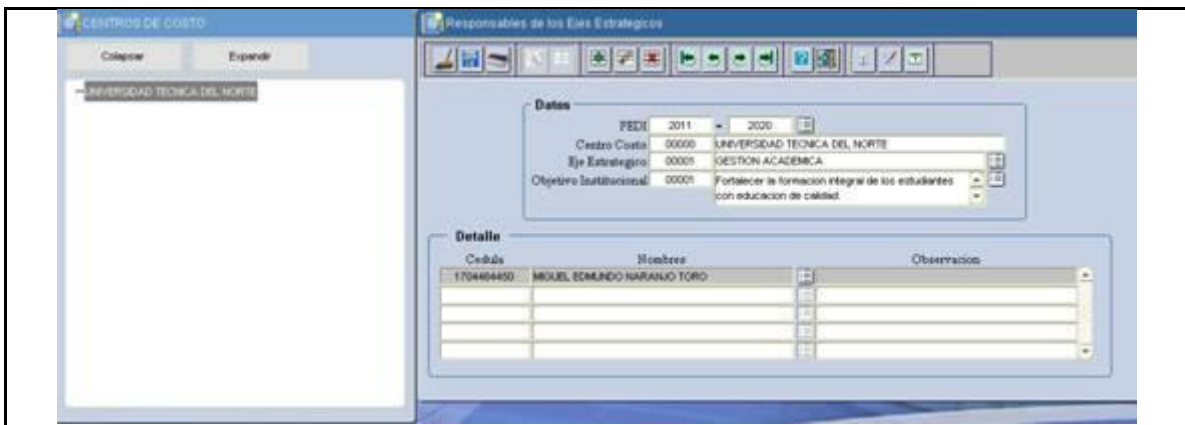 CENTROS DE COSTO
Colapsar Expandir
UNIVERSIDAD TECNICA DEL NORTE
Responsables de los Ejes Estrategicos
Datos
PEDI 2011 - 2020
Centro Costo 00000 UNIVERSIDAD TECNICA DEL NORTE
Eje Estrategico 00001 GESTION ACADEMICA
Objetivo Institucional 00001 Fortalecer la formacion integral de los estudiantes
con educacion de calidad.
Detalle
Cedula Nombres Observacion
MIGUEL EDMUNDO NARANJO TORO